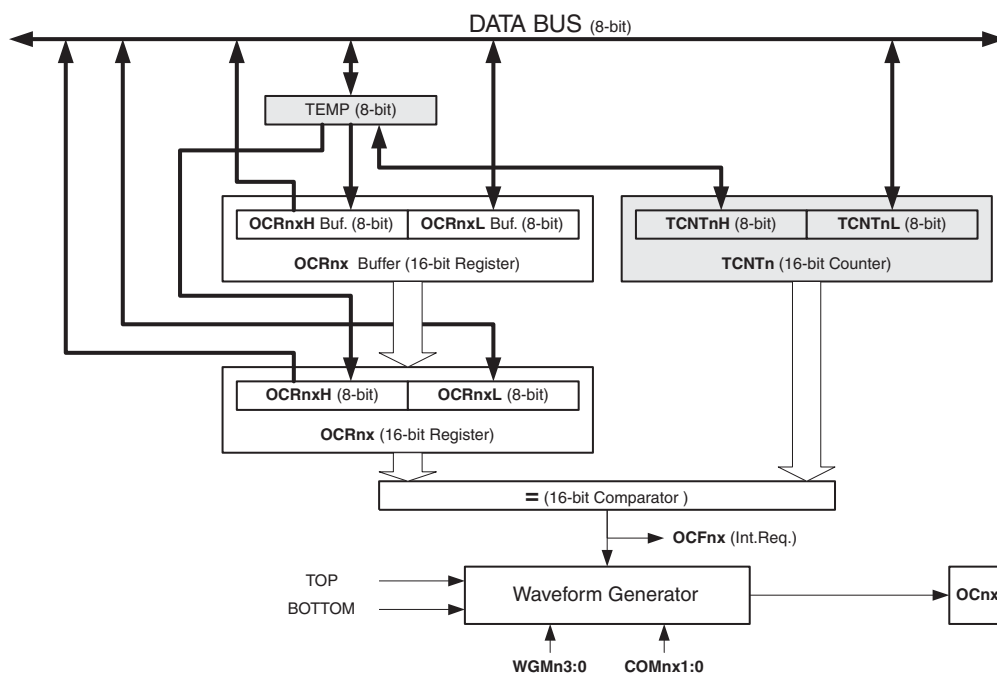 DATA BUS (8-bit)
TEMP (8-bit)
OCRnxH Buf. (8-bit)
OCRnxL Buf. (8-bit)
OCRnx Buffer (16-bit Register)
TCNTnH (8-bit)
TCNTnL (8-bit)
TCNTn (16-bit Counter)
OCRnxH (8-bit)
OCRnxL (8-bit)
OCRnx (16-bit Register)
= (16-bit Comparator )
OCFnx (Int.Req.)
TOP
BOTTOM
Waveform Generator
OCnx
WGMn3:0
COMnx1:0